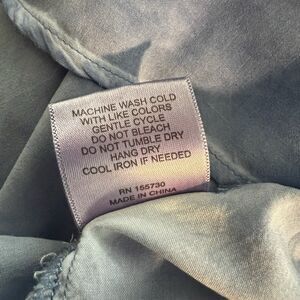 MACHINE WASH COLD
WITH LIKE COLORS
GENTLE CYCLE
DO NOT BLEACH
DO NOT TUMBLE DRY
HANG DRY
COOL IRON IF NEEDED
RN 155730
MADE IN CHINA